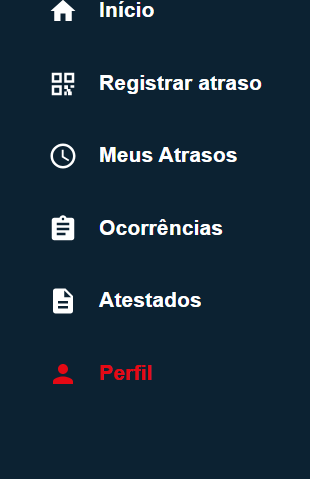 Início
Registrar atraso
Meus Atrasos
Ocorrências
Atestados
Perfil